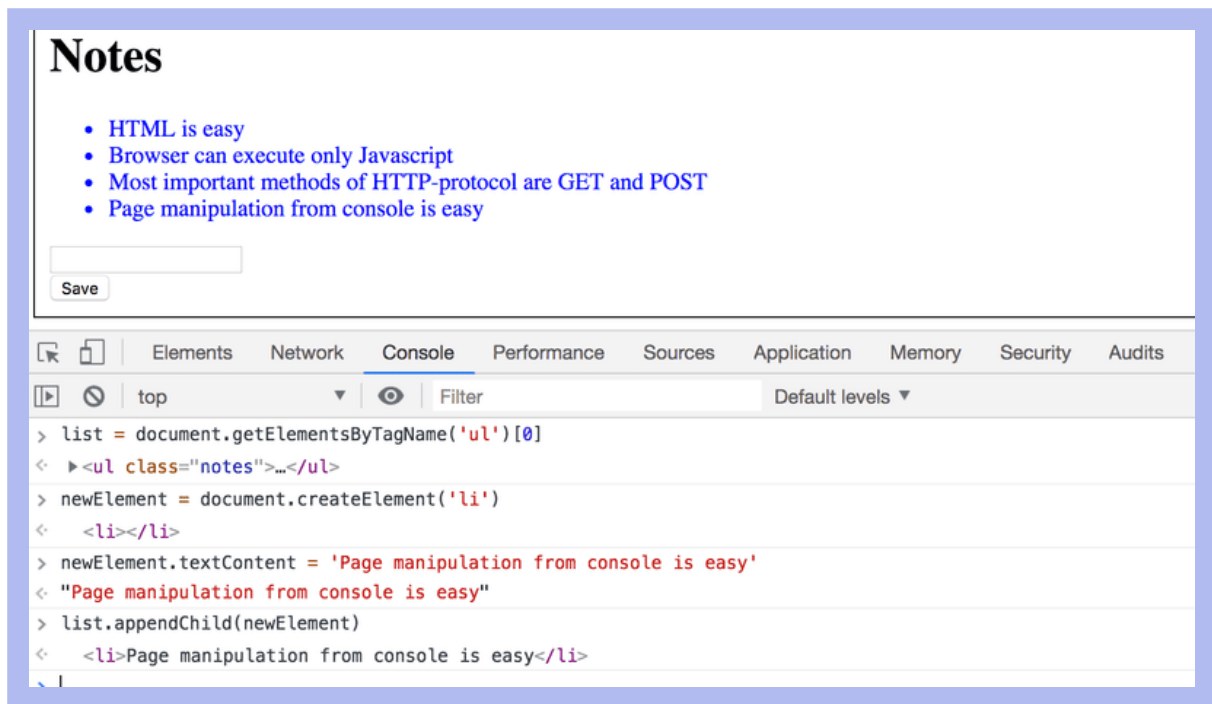 Notes
• HTML is easy
• Browser can execute only Javascript
• Most important methods of HTTP-protocol are GET and POST
• Page manipulation from console is easy
Save
Elements Network Console Performance Sources Application Memory Security Audits
top ▼ Filter Default levels ▼
> list = document.getElementsByTagName('ul')[0]
<· ▶<ul class="notes">…</ul>
> newElement = document.createElement('li')
<· <li></li>
> newElement.textContent = 'Page manipulation from console is easy'
<· "Page manipulation from console is easy"
> list.appendChild(newElement)
<· <li>Page manipulation from console is easy</li>
>